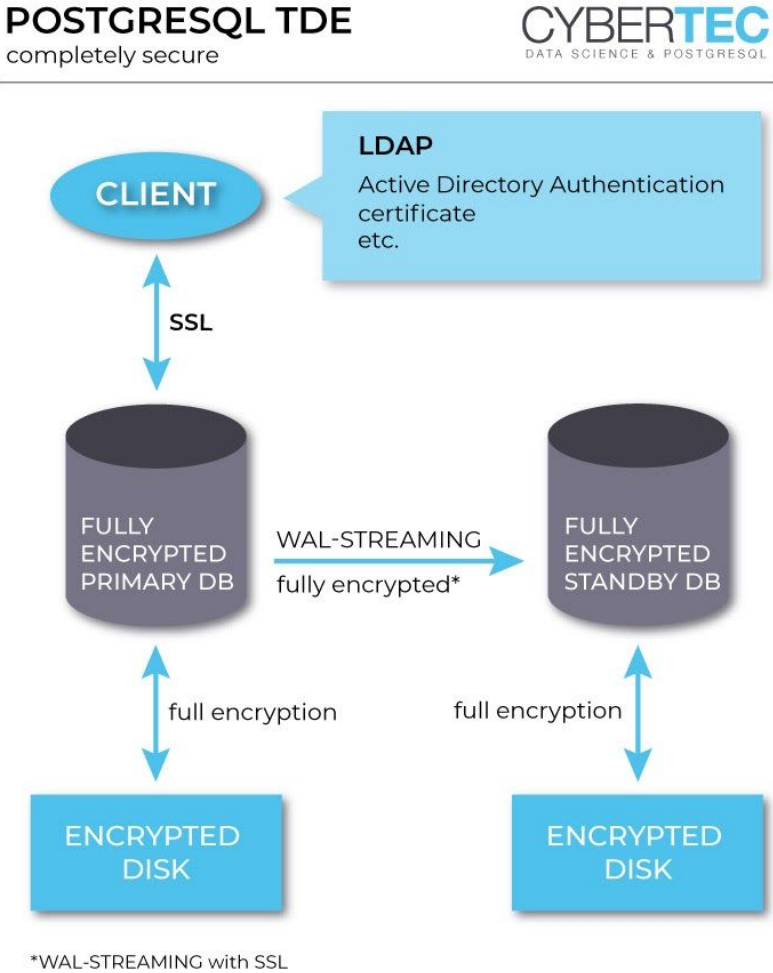 POSTGRESQL TDE
completely secure
CYBERTEC
DATA SCIENCE & POSTGRESQL
CLIENT
LDAP
Active Directory Authentication
certificate
etc.
SSL
FULLY
ENCRYPTED
PRIMARY DB
WAL-STREAMING
fully encrypted*
FULLY
ENCRYPTED
STANDBY DB
full encryption
full encryption
ENCRYPTED
DISK
ENCRYPTED
DISK
*WAL-STREAMING with SSL